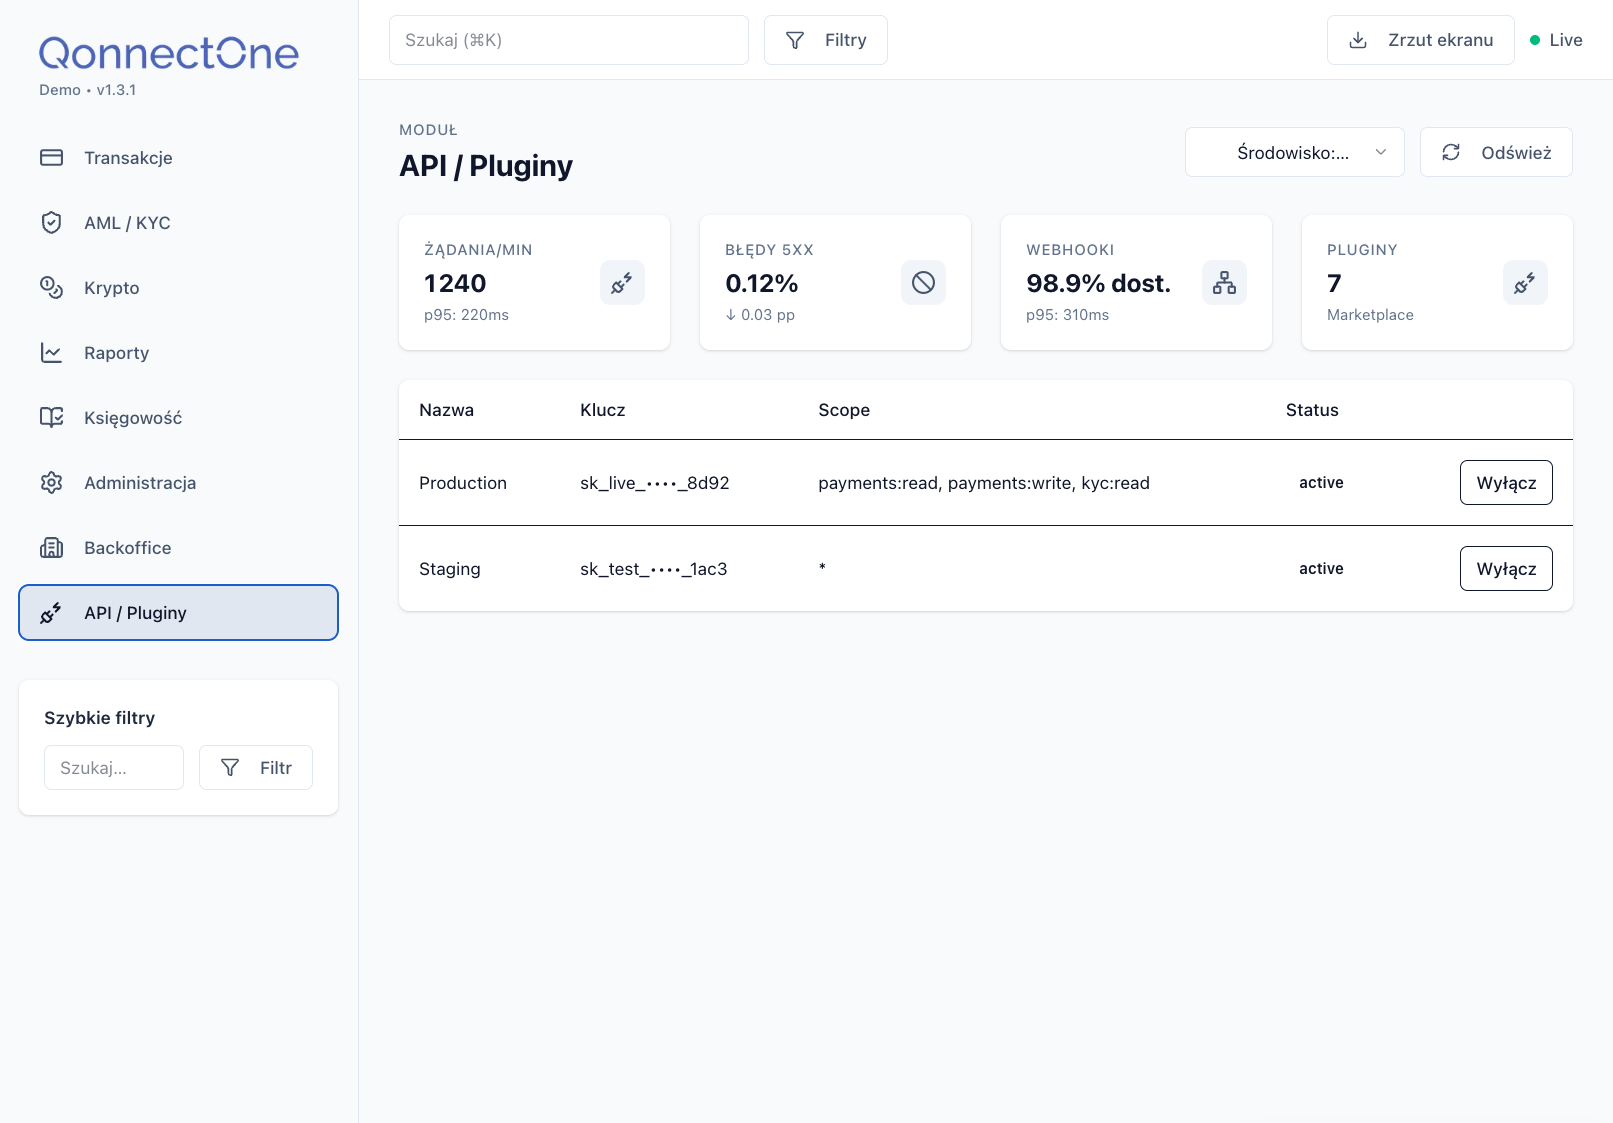 QonnectOne
Demo • v1.3.1
Transakcje
AML / KYC
Krypto
Raporty
Księgowość
Administracja
Backoffice
API / Pluginy
Szybkie filtry
Szukaj...
Filtr
Szukaj (⌘K)
Filtry
Zrzut ekranu
Live
MODUŁ
API / Pluginy
Środowisko:...
Odśwież
ŻĄDANIA/MIN
1240
p95: 220ms
BŁĘDY 5XX
0.12%
↓ 0.03 pp
WEBHOOKI
98.9% dost.
p95: 310ms
PLUGINY
7
Marketplace
Nazwa Klucz Scope Status
Production sk_live_••••_8d92 payments:read, payments:write, kyc:read active Wyłącz
Staging sk_test_••••_1ac3 * active Wyłącz